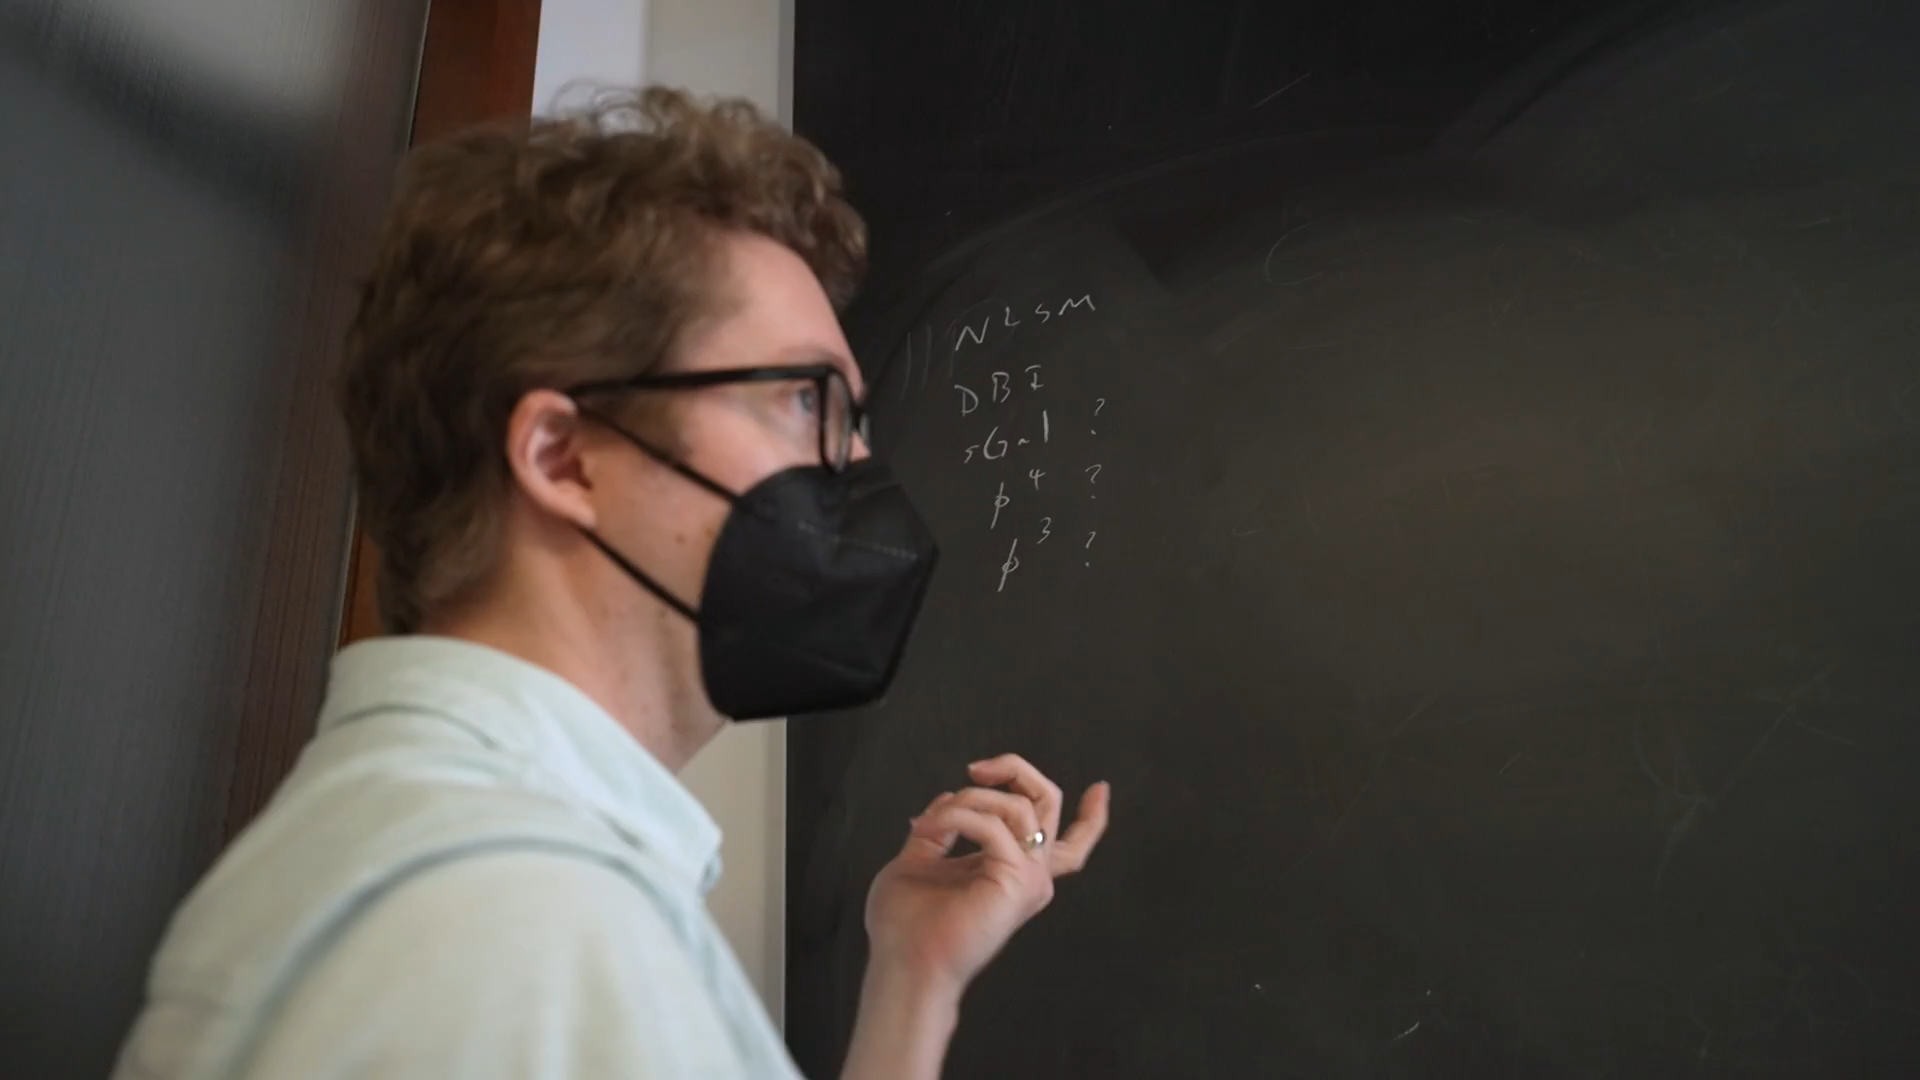 NLSM
DBI
sGal ?
φ⁴ ?
φ³ ?